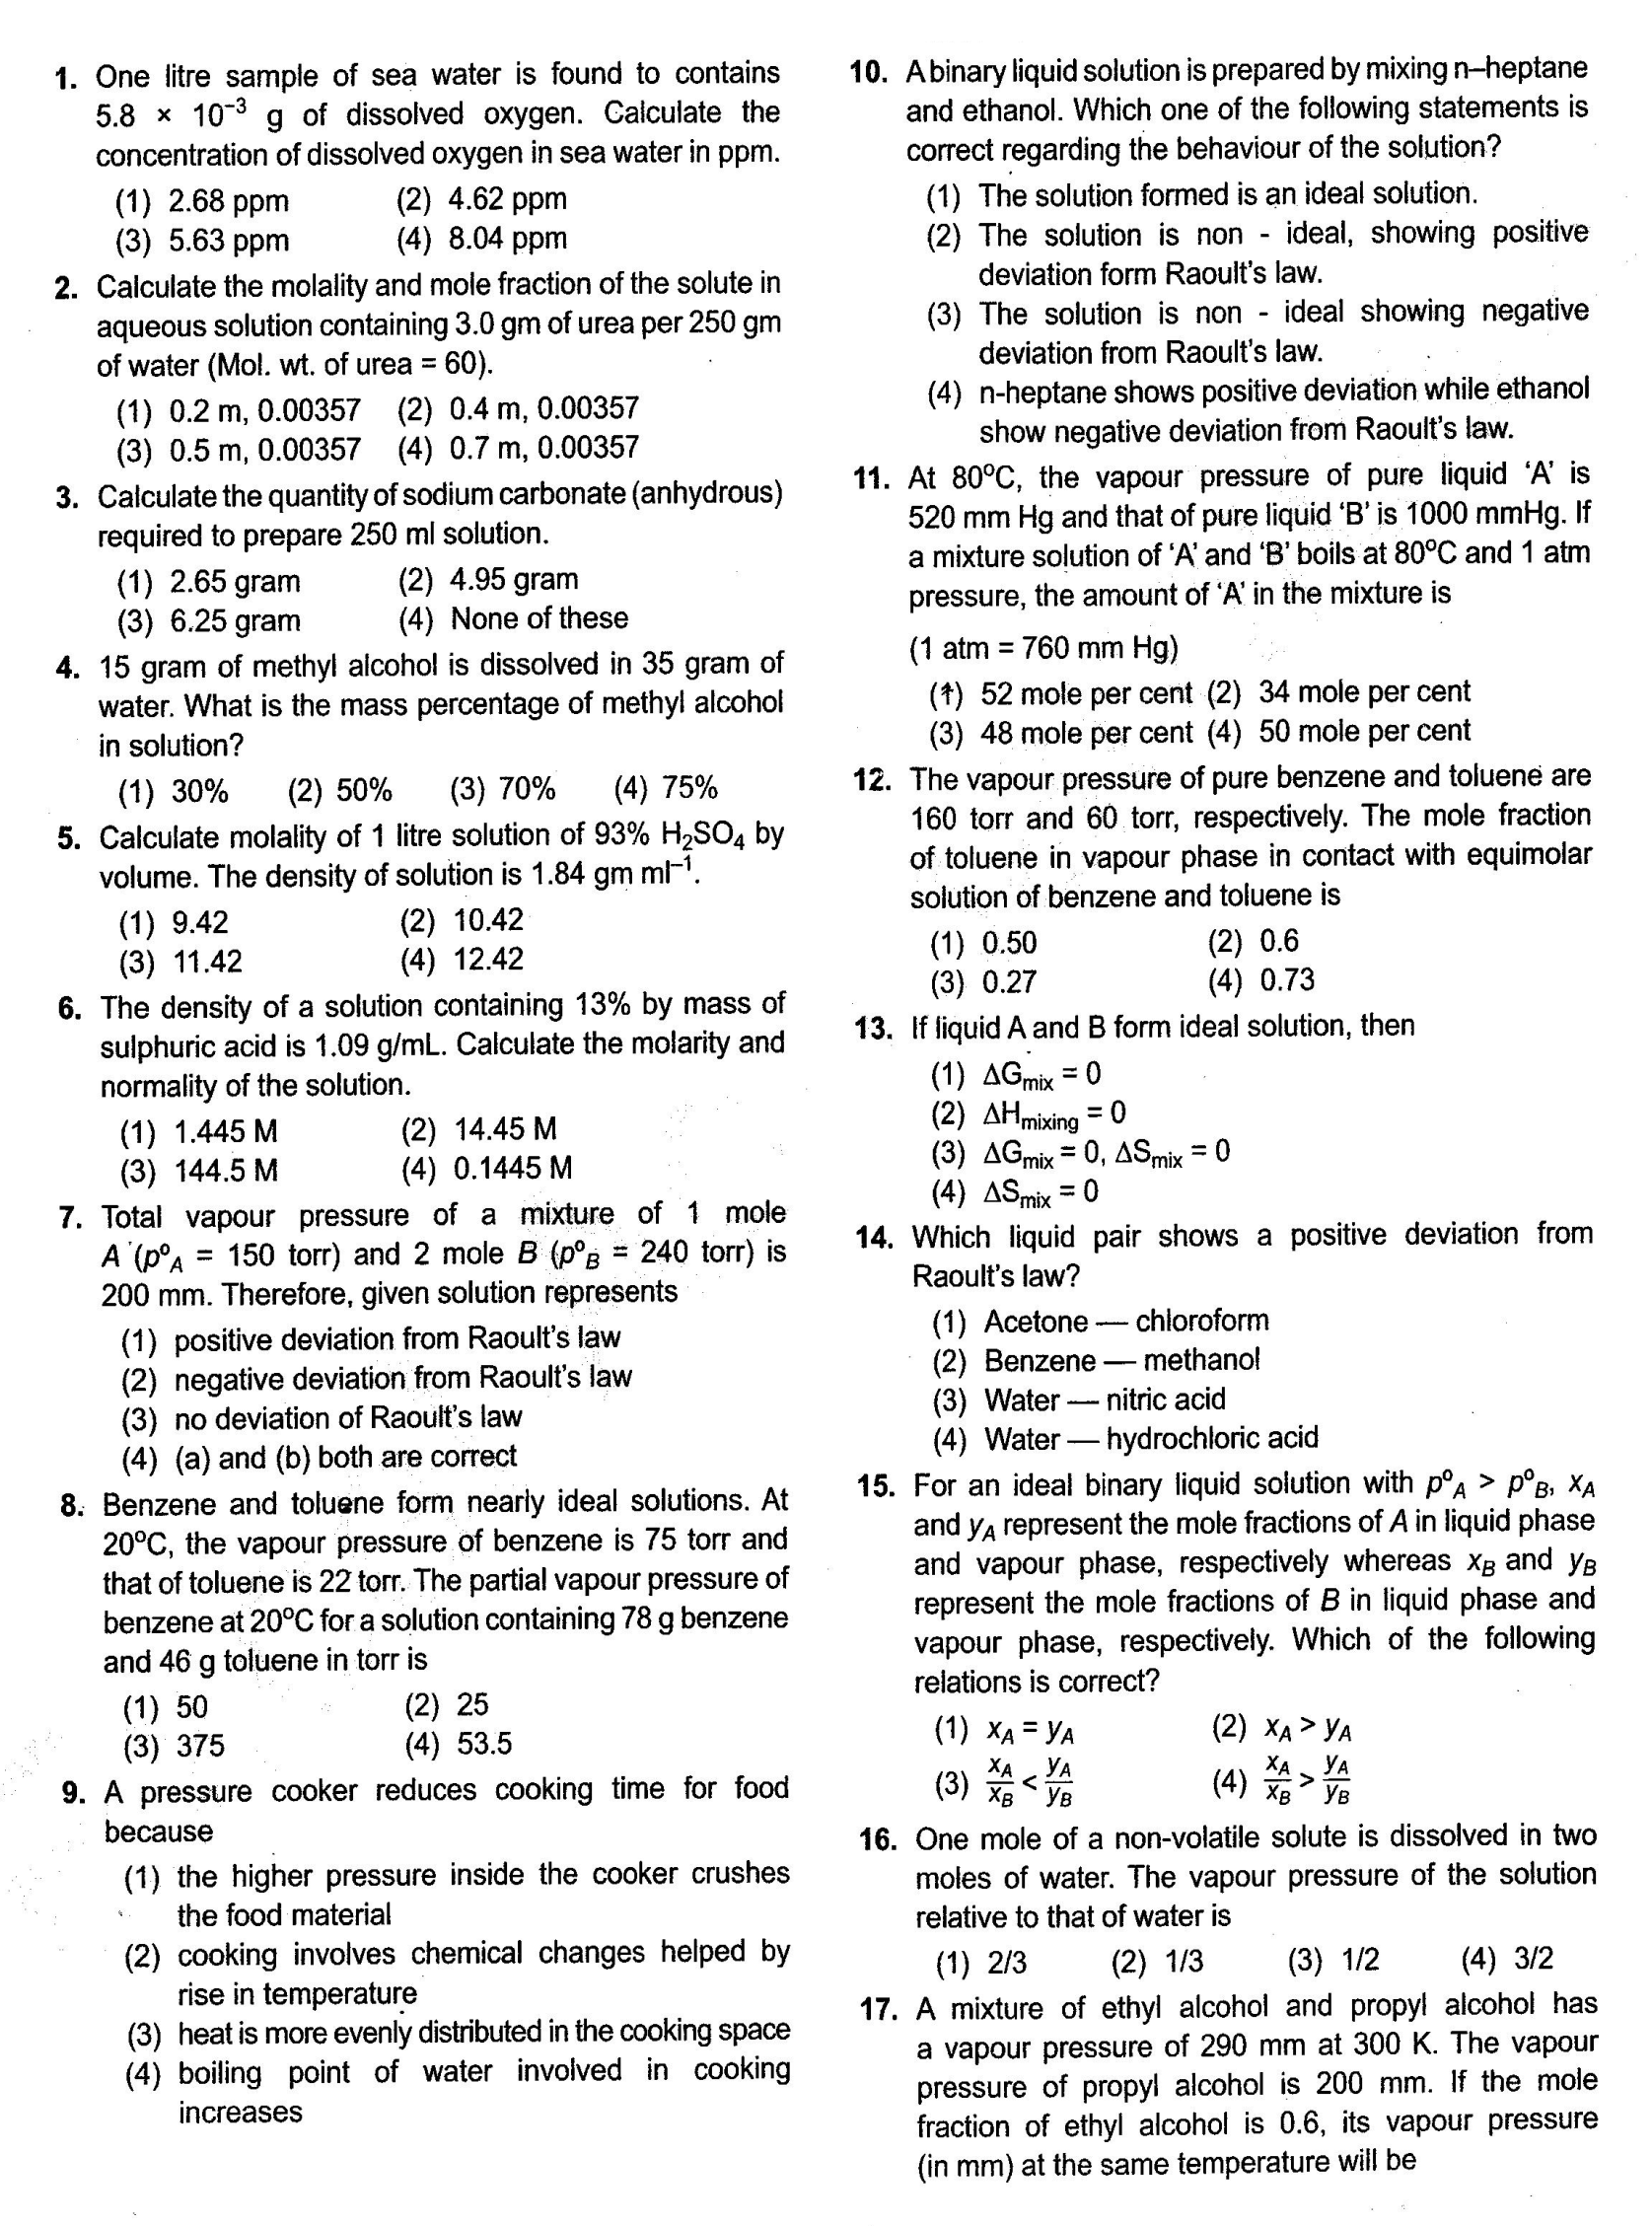 1. One litre sample of sea water is found to contains
5.8 × 10⁻³ g of dissolved oxygen. Calculate the
concentration of dissolved oxygen in sea water in ppm.
(1) 2.68 ppm (2) 4.62 ppm
(3) 5.63 ppm (4) 8.04 ppm
2. Calculate the molality and mole fraction of the solute in
aqueous solution containing 3.0 gm of urea per 250 gm
of water (Mol. wt. of urea = 60).
(1) 0.2 m, 0.00357 (2) 0.4 m, 0.00357
(3) 0.5 m, 0.00357 (4) 0.7 m, 0.00357
3. Calculate the quantity of sodium carbonate (anhydrous)
required to prepare 250 ml solution.
(1) 2.65 gram (2) 4.95 gram
(3) 6.25 gram (4) None of these
4. 15 gram of methyl alcohol is dissolved in 35 gram of
water. What is the mass percentage of methyl alcohol
in solution?
(1) 30% (2) 50% (3) 70% (4) 75%
5. Calculate molality of 1 litre solution of 93% H₂SO₄ by
volume. The density of solution is 1.84 gm ml⁻¹.
(1) 9.42 (2) 10.42
(3) 11.42 (4) 12.42
6. The density of a solution containing 13% by mass of
sulphuric acid is 1.09 g/mL. Calculate the molarity and
normality of the solution.
(1) 1.445 M (2) 14.45 M
(3) 144.5 M (4) 0.1445 M
7. Total vapour pressure of a mixture of 1 mole
A (p°A = 150 torr) and 2 mole B (p°B = 240 torr) is
200 mm. Therefore, given solution represents
(1) positive deviation from Raoult's law
(2) negative deviation from Raoult's law
(3) no deviation of Raoult's law
(4) (a) and (b) both are correct
8. Benzene and toluene form nearly ideal solutions. At
20ºC, the vapour pressure of benzene is 75 torr and
that of toluene is 22 torr. The partial vapour pressure of
benzene at 20ºC for a solution containing 78 g benzene
and 46 g toluene in torr is
(1) 50 (2) 25
(3) 375 (4) 53.5
9. A pressure cooker reduces cooking time for food
because
(1) the higher pressure inside the cooker crushes
the food material
(2) cooking involves chemical changes helped by
rise in temperature
(3) heat is more evenly distributed in the cooking space
(4) boiling point of water involved in cooking
increases
10. A binary liquid solution is prepared by mixing n–heptane
and ethanol. Which one of the following statements is
correct regarding the behaviour of the solution?
(1) The solution formed is an ideal solution.
(2) The solution is non - ideal, showing positive
deviation form Raoult's law.
(3) The solution is non - ideal showing negative
deviation from Raoult's law.
(4) n-heptane shows positive deviation while ethanol
show negative deviation from Raoult's law.
11. At 80ºC, the vapour pressure of pure liquid 'A' is
520 mm Hg and that of pure liquid 'B' is 1000 mmHg. If
a mixture solution of 'A' and 'B' boils at 80ºC and 1 atm
pressure, the amount of 'A' in the mixture is
(1 atm = 760 mm Hg)
(1) 52 mole per cent (2) 34 mole per cent
(3) 48 mole per cent (4) 50 mole per cent
12. The vapour pressure of pure benzene and toluene are
160 torr and 60 torr, respectively. The mole fraction
of toluene in vapour phase in contact with equimolar
solution of benzene and toluene is
(1) 0.50 (2) 0.6
(3) 0.27 (4) 0.73
13. If liquid A and B form ideal solution, then
(1) ΔGmix = 0
(2) ΔHmixing = 0
(3) ΔGmix = 0, ΔSmix = 0
(4) ΔSmix = 0
14. Which liquid pair shows a positive deviation from
Raoult's law?
(1) Acetone — chloroform
(2) Benzene — methanol
(3) Water — nitric acid
(4) Water — hydrochloric acid
15. For an ideal binary liquid solution with p°A > p°B, xA
and yA represent the mole fractions of A in liquid phase
and vapour phase, respectively whereas xB and yB
represent the mole fractions of B in liquid phase and
vapour phase, respectively. Which of the following
relations is correct?
(1) xA = yA (2) xA > yA
(3) xA/xB < yA/yB (4) xA/xB > yA/yB
16. One mole of a non-volatile solute is dissolved in two
moles of water. The vapour pressure of the solution
relative to that of water is
(1) 2/3 (2) 1/3 (3) 1/2 (4) 3/2
17. A mixture of ethyl alcohol and propyl alcohol has
a vapour pressure of 290 mm at 300 K. The vapour
pressure of propyl alcohol is 200 mm. If the mole
fraction of ethyl alcohol is 0.6, its vapour pressure
(in mm) at the same temperature will be